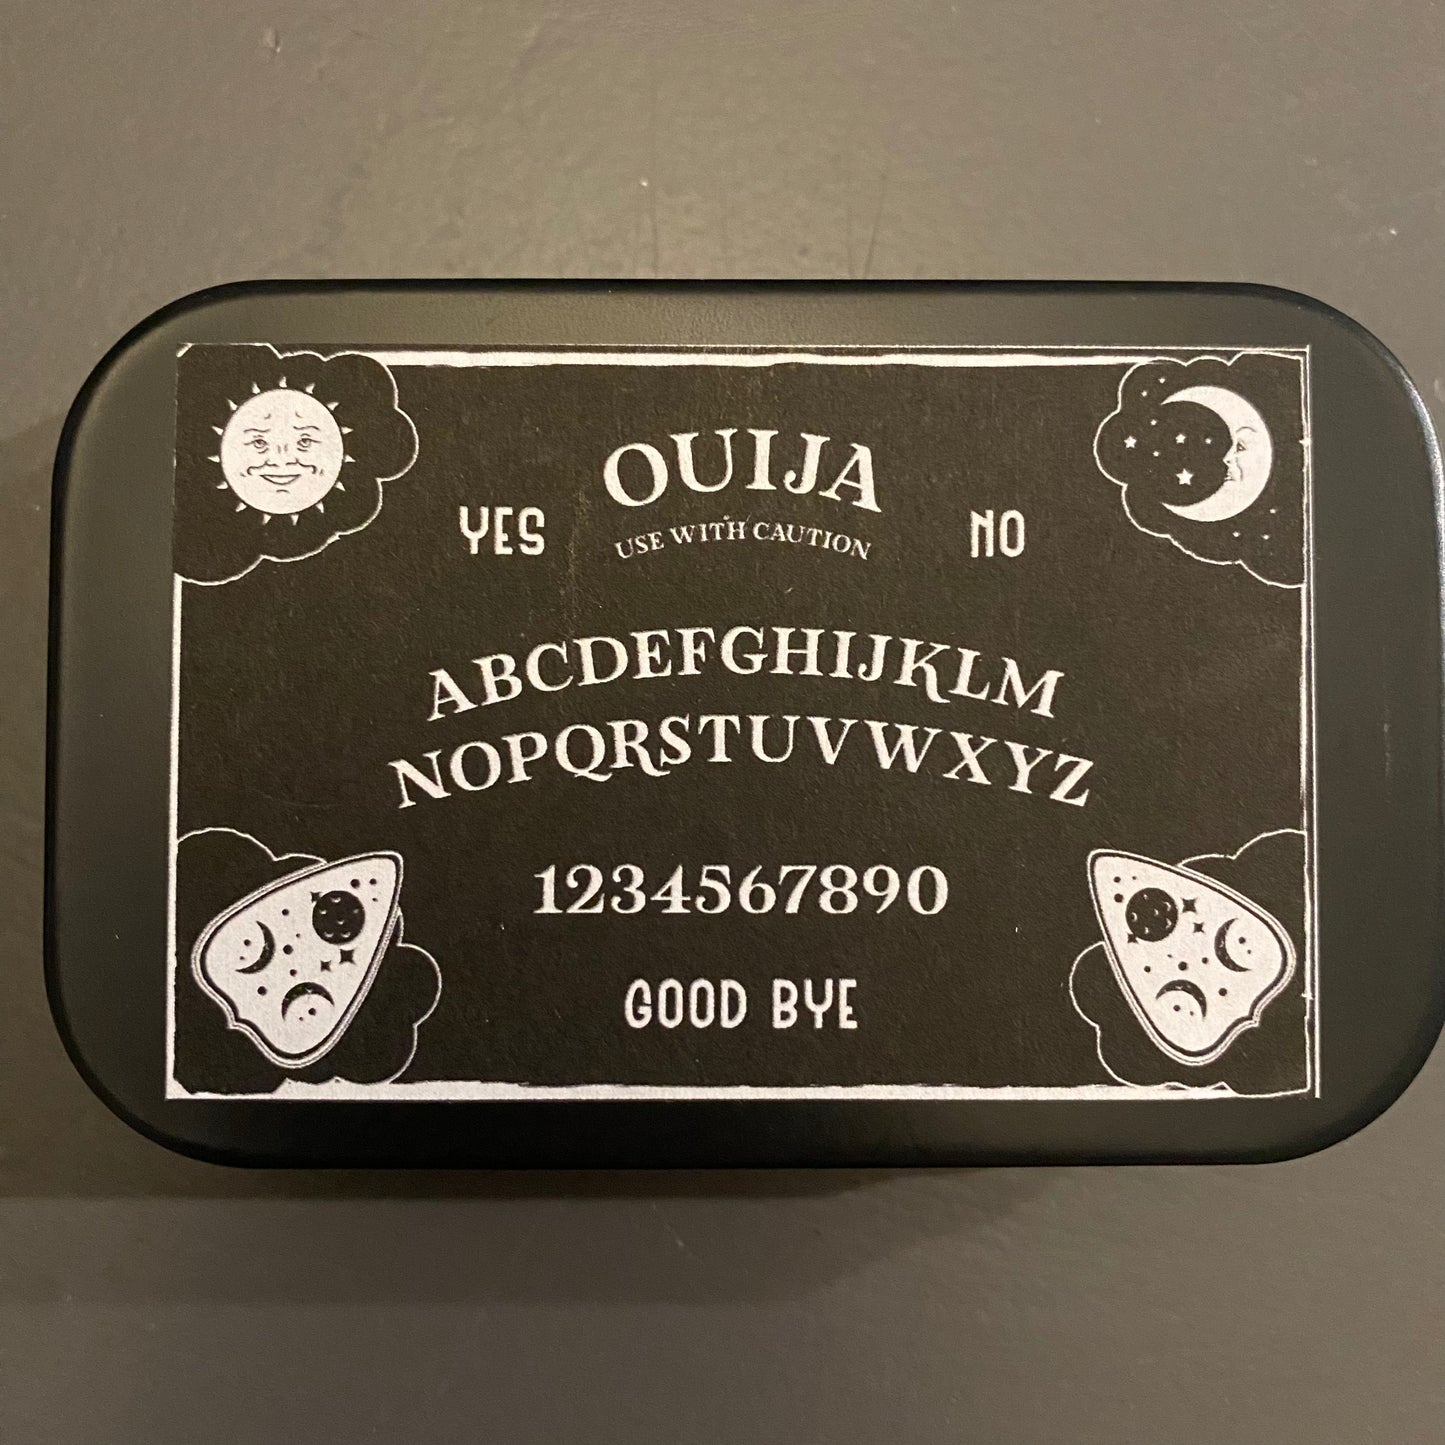 OUIJA
YES
USE WITH CAUTION
NO
ABCDEFGHIJKLM
NOPQRSTUVWXYZ
1234567890
GOOD BYE